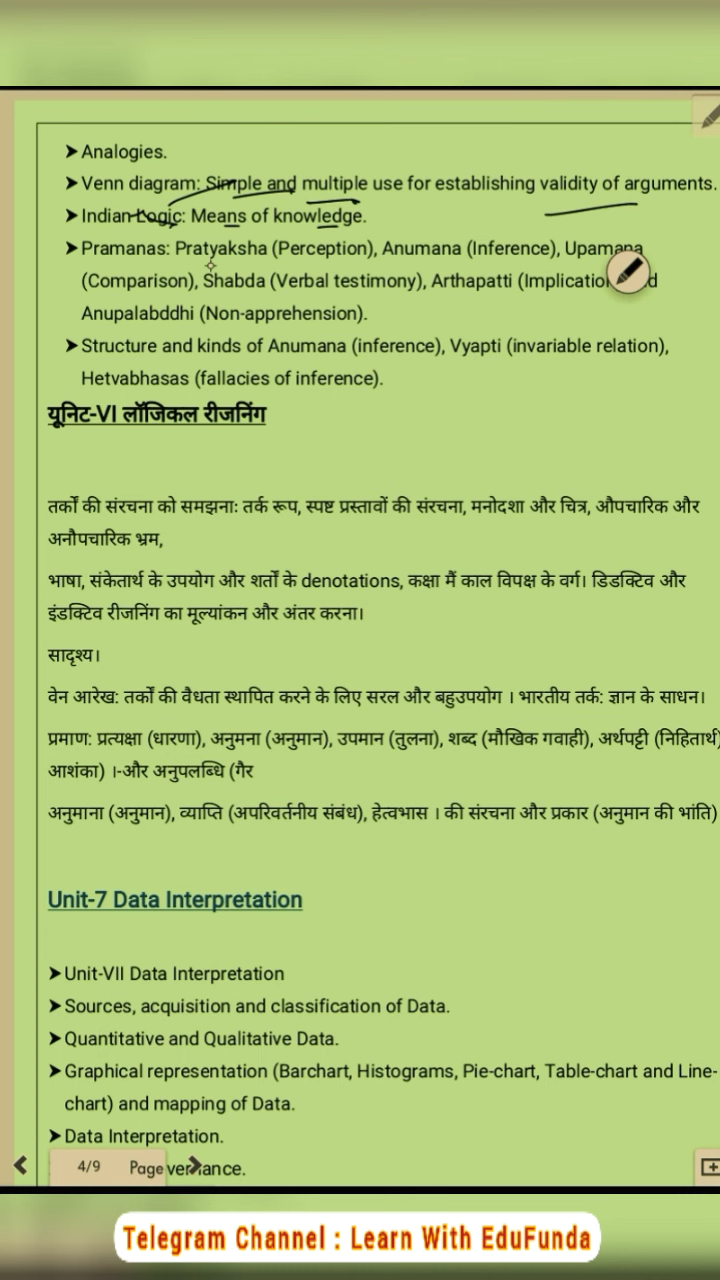 ➤Analogies.
➤Venn diagram: Simple and multiple use for establishing validity of arguments.
➤Indian Logic: Means of knowledge.
➤Pramanas: Pratyaksha (Perception), Anumana (Inference), Upamana
(Comparison), Shabda (Verbal testimony), Arthapatti
Anupalabddhi (Non-apprehension).
➤Structure and kinds of Anumana (inference), Vyapti (invariable relation),
Hetvabhasas (fallacies of inference).
यूनिट-VI लॉजिकल रीजनिंग
तर्कों की संरचना को समझनाः तर्क रूप, स्पष्ट प्रस्तावों की संरचना, मनोदशा और चित्र, औपचारिक और
अनौपचारिक भ्रम,
भाषा, संकेतार्थ के उपयोग और शर्तों के denotations, कक्षा मैं काल विपक्ष के वर्ग। डिडक्टिव और
इंडक्टिव रीजनिंग का मूल्यांकन और अंतर करना।
सादृश्य।
वेन आरेख: तर्कों की वैधता स्थापित करने के लिए सरल और बहुउपयोग । भारतीय तर्क: ज्ञान के साधन।
प्रमाण: प्रत्यक्षा (धारणा), अनुमना (अनुमान), उपमान (तुलना), शब्द (मौखिक गवाही), अर्थपट्टी (निहितार्थ)
आशंका) ।-और अनुपलब्धि (गैर
अनुमाना (अनुमान), व्याप्ति (अपरिवर्तनीय संबंध), हेत्वभास । की संरचना और प्रकार (अनुमान की भांति)
Unit-7 Data Interpretation
➤Unit-VII Data Interpretation
➤Sources, acquisition and classification of Data.
➤Quantitative and Qualitative Data.
➤Graphical representation (Barchart, Histograms, Pie-chart, Table-chart and Line-
chart) and mapping of Data.
➤Data Interpretation.
4/9 Page
Telegram Channel : Learn With EduFunda